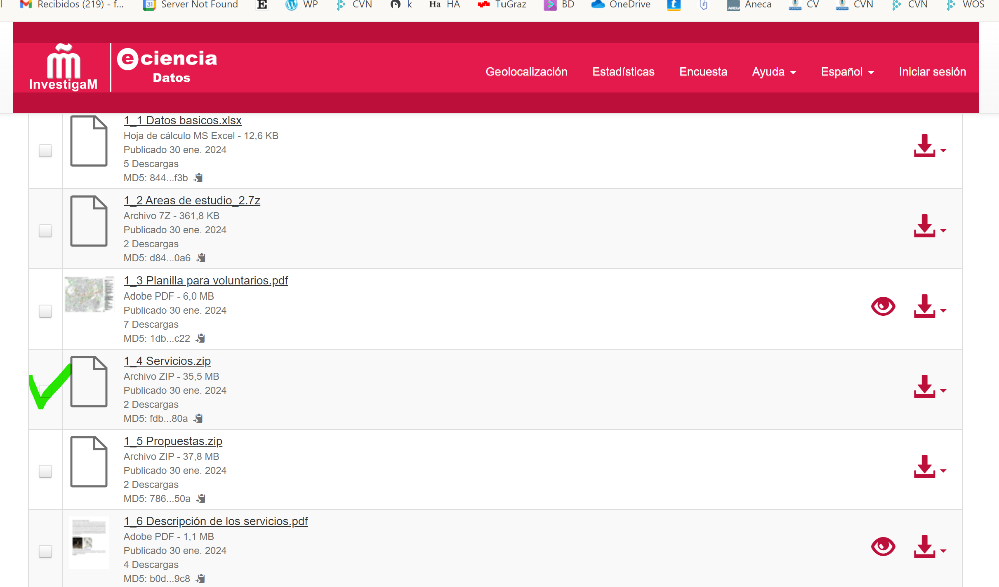 Recibidos (219) - f...
31 Server Not Found
E
WP
CVN
k
Ha HA
TuGraz
BD
OneDrive
t
ANECA Aneca
CV
CVN
CVN
WOS
m̃
InvestigaM
e ciencia
Datos
Geolocalización
Estadísticas
Encuesta
Ayuda
Español
Iniciar sesión
1_1 Datos basicos.xlsx
Hoja de cálculo MS Excel - 12,6 KB
Publicado 30 ene. 2024
5 Descargas
MD5: 844...f3b
1_2 Areas de estudio_2.7z
Archivo 7Z - 361,8 KB
Publicado 30 ene. 2024
2 Descargas
MD5: d84...0a6
1_3 Planilla para voluntarios.pdf
Adobe PDF - 6,0 MB
Publicado 30 ene. 2024
7 Descargas
MD5: 1db...c22
1_4 Servicios.zip
Archivo ZIP - 35,5 MB
Publicado 30 ene. 2024
2 Descargas
MD5: fdb...80a
1_5 Propuestas.zip
Archivo ZIP - 37,8 MB
Publicado 30 ene. 2024
2 Descargas
MD5: 786...50a
1_6 Descripción de los servicios.pdf
Adobe PDF - 1,1 MB
Publicado 30 ene. 2024
4 Descargas
MD5: b0d...9c8